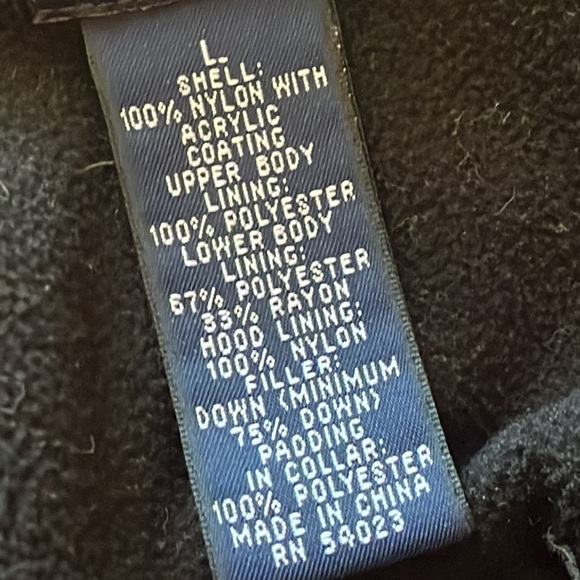 L.
SHELL:
100% NYLON WITH
ACRYLIC
COATING
UPPER BODY
LINING:
100% POLYESTER
LOWER BODY
LINING:
67% POLYESTER
33% RAYON
HOOD LINING:
100% NYLON
FILLER:
DOWN (MINIMUM
75% DOWN)
PADDING
IN COLLAR:
100% POLYESTER
MADE IN CHINA
RN 54023